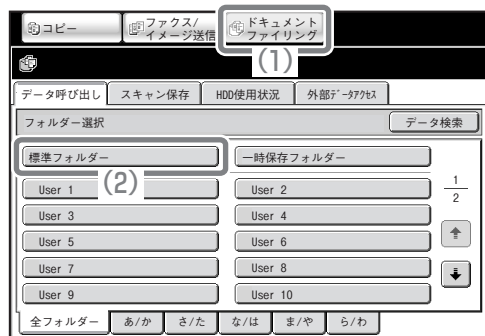 コピー
ファクス/
イメージ送信
ドキュメント
ファイリング
(1)
データ呼び出し スキャン保存 HDD使用状況 外部データアクセス
フォルダー選択 データ検索
標準フォルダー 一時保存フォルダー
(2)
User 1 User 2
1
2
User 3 User 4
User 5 User 6
User 7 User 8
User 9 User 10
全フォルダー あ/か さ/た な/は ま/や ら/わ